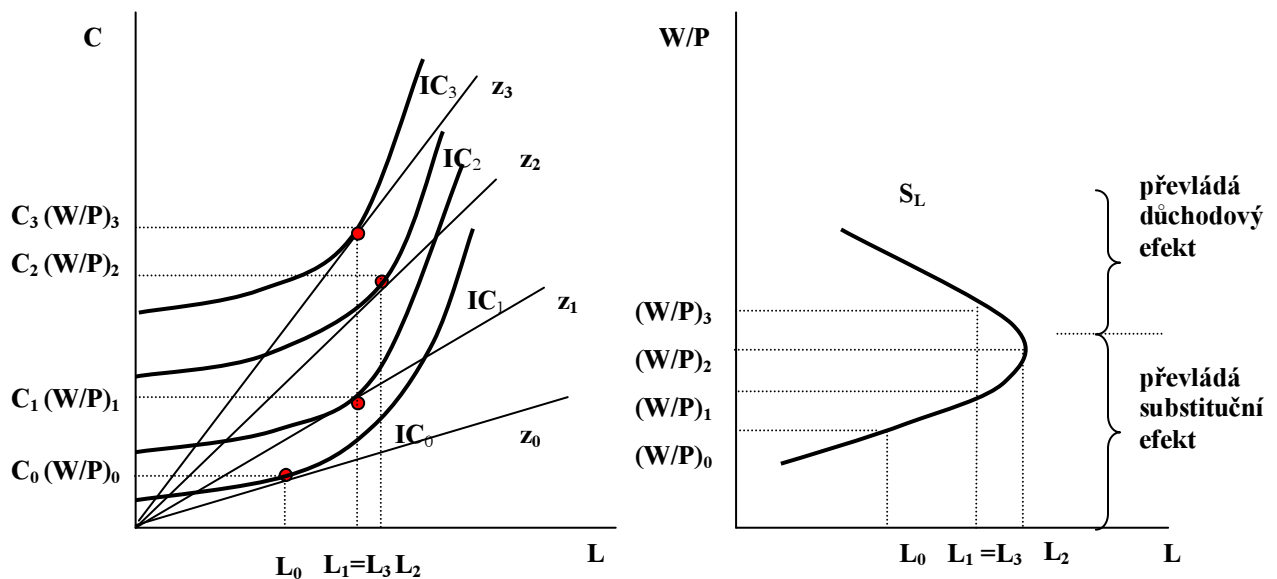 C
IC₃
z₃
IC₂
z₂
C₃ (W/P)₃
C₂ (W/P)₂
IC₁
z₁
C₁ (W/P)₁
IC₀
z₀
C₀ (W/P)₀
L₀ L₁=L₃ L₂
L
W/P
S_L
převládá
důchodový
efekt
(W/P)₃
(W/P)₂
(W/P)₁
(W/P)₀
převládá
substituční
efekt
L₀ L₁ =L₃ L₂
L